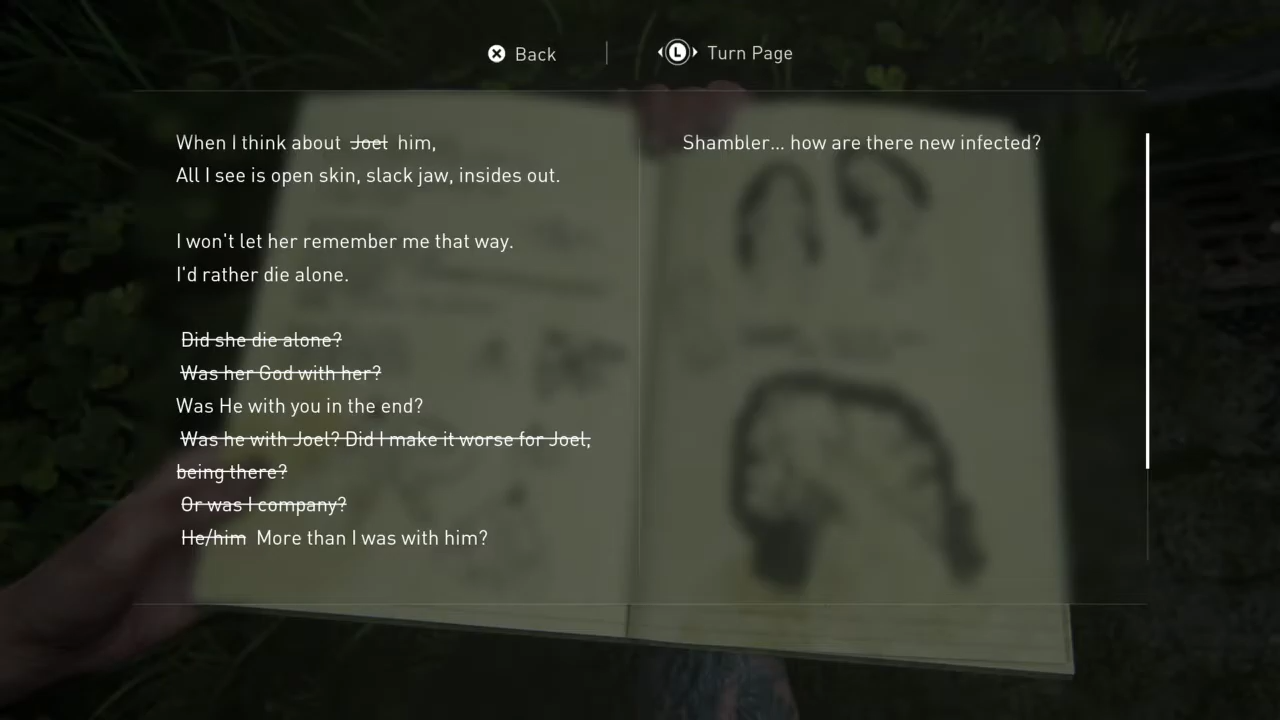 Back
L Turn Page
When I think about Joel him,
All I see is open skin, slack jaw, insides out.
I won't let her remember me that way.
I'd rather die alone.
Did she die alone?
Was her God with her?
Was He with you in the end?
Was he with Joel? Did I make it worse for Joel,
being there?
Or was I company?
He/him More than I was with him?
Shambler... how are there new infected?